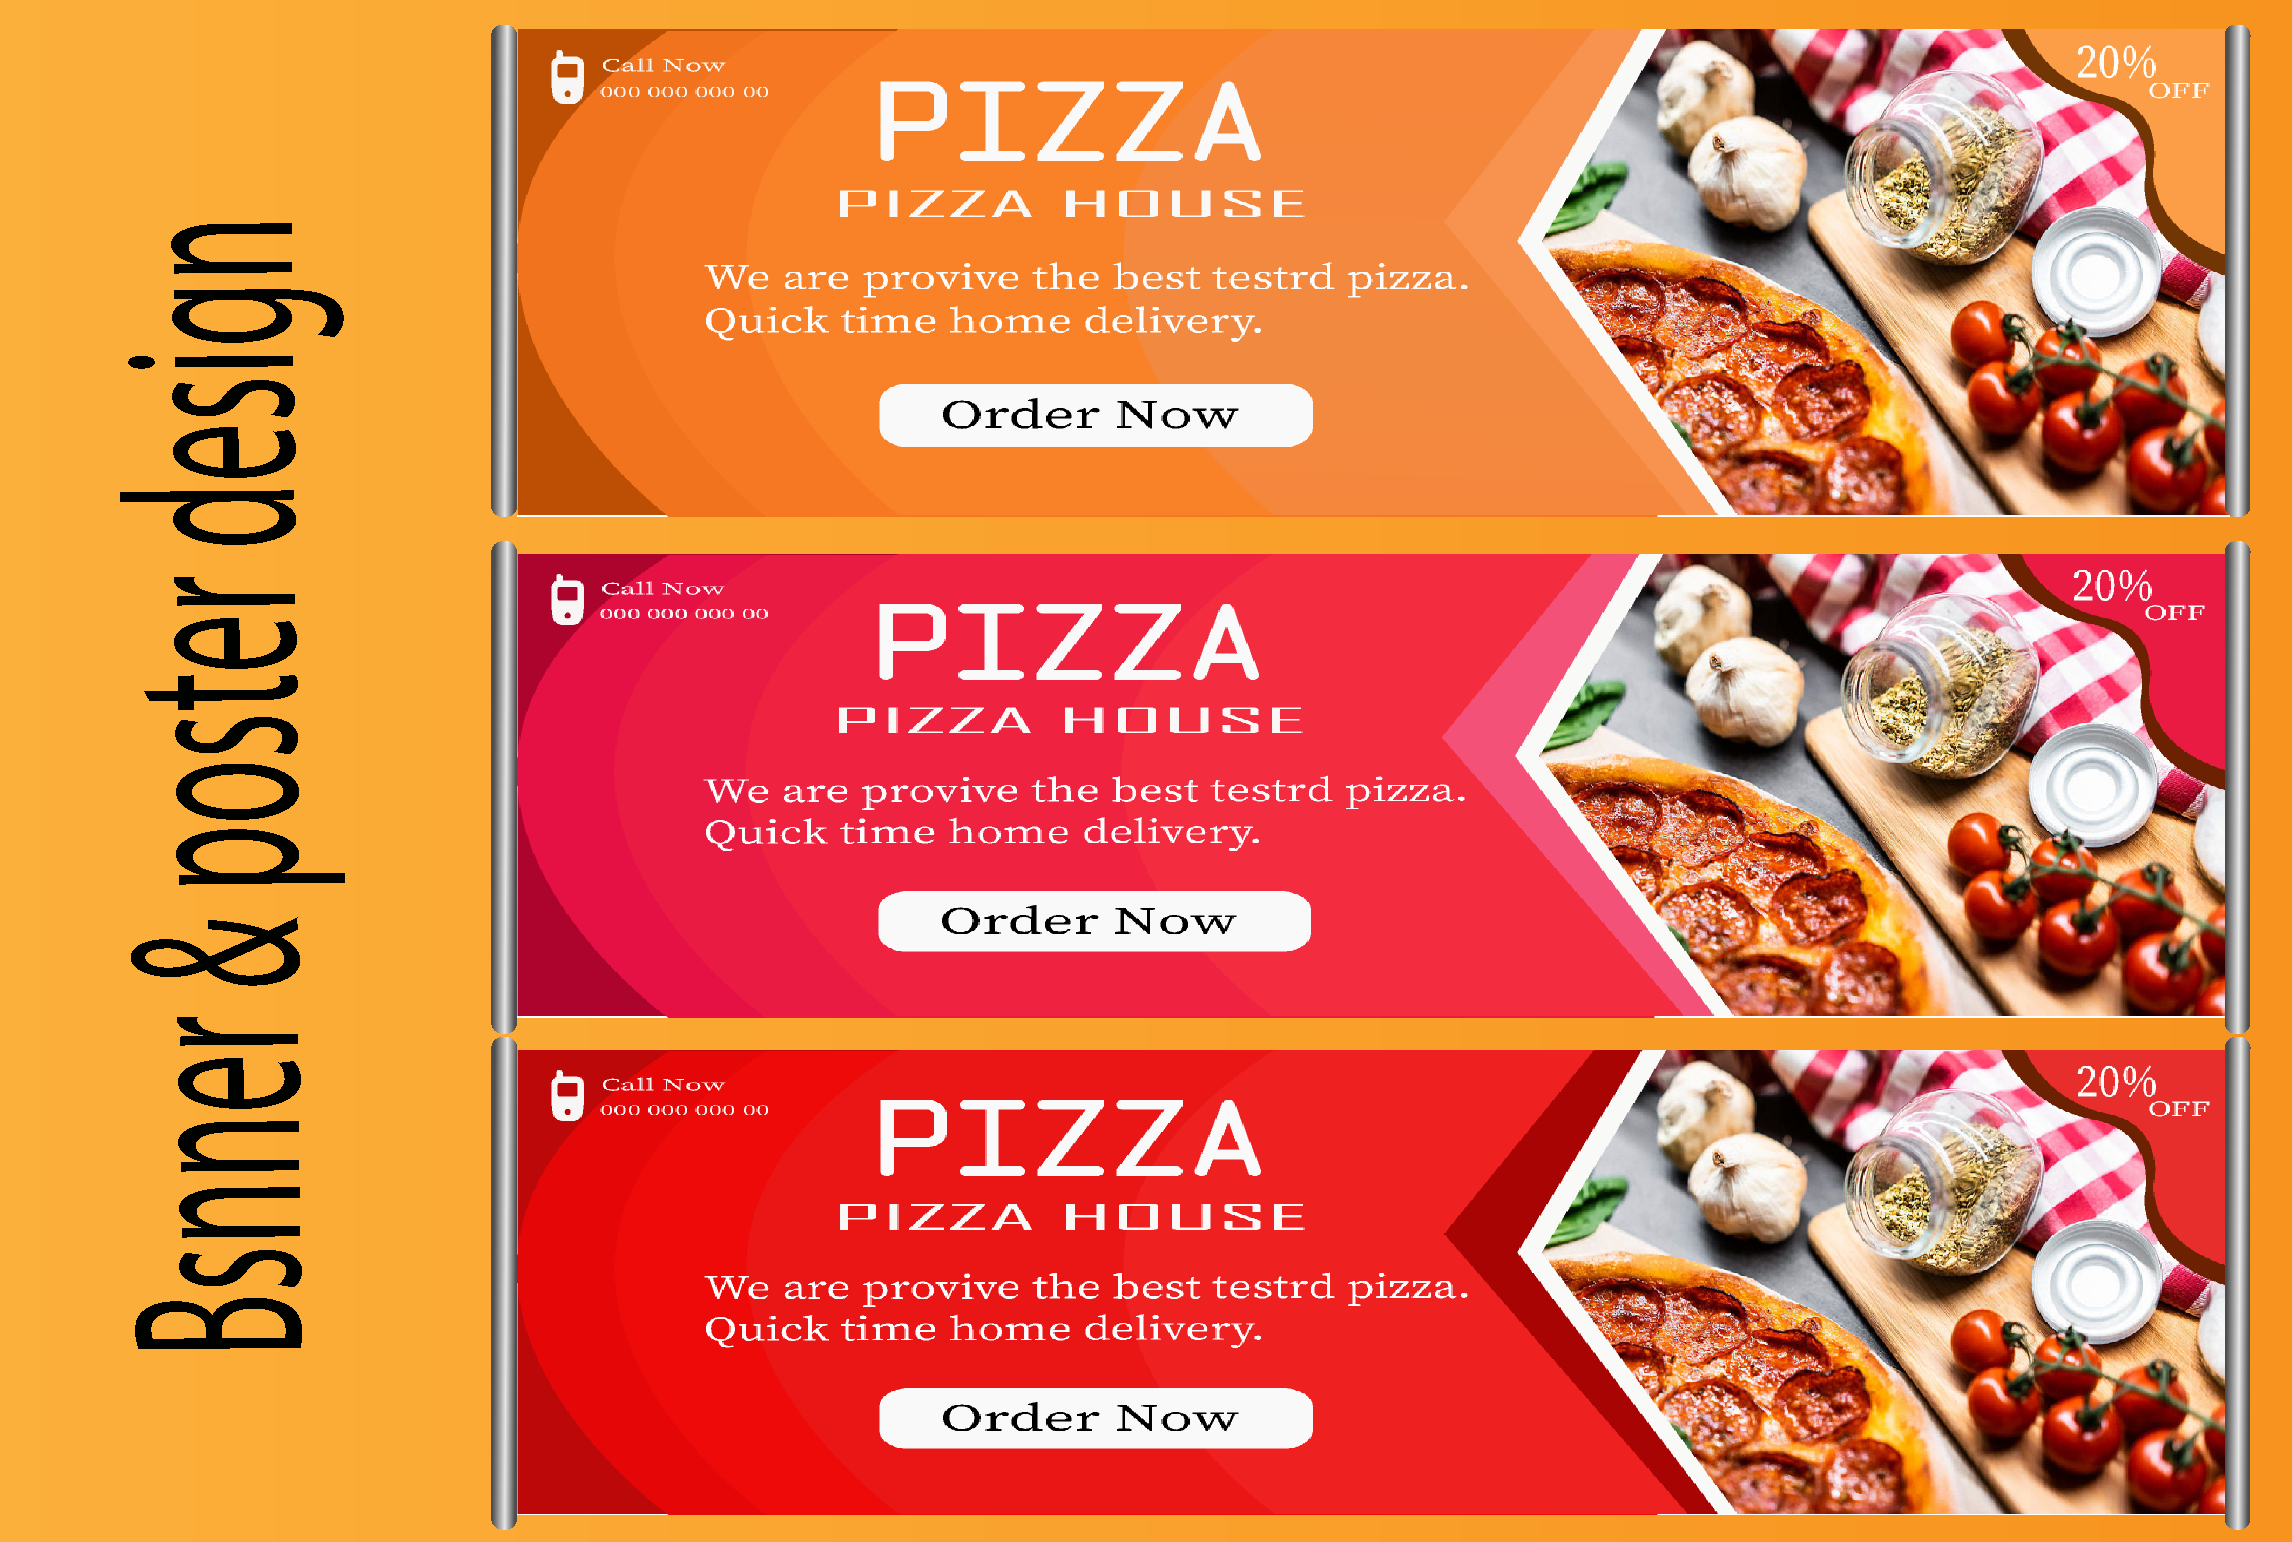 Bsnner & poster design
Call Now
000 000 000 00
PIZZA
PIZZA HOUSE
We are provive the best testrd pizza.
Quick time home delivery.
Order Now
20%
OFF
Call Now
000 000 000 00
PIZZA
PIZZA HOUSE
We are provive the best testrd pizza.
Quick time home delivery.
Order Now
20%
OFF
Call Now
000 000 000 00
PIZZA
PIZZA HOUSE
We are provive the best testrd pizza.
Quick time home delivery.
Order Now
20%
OFF